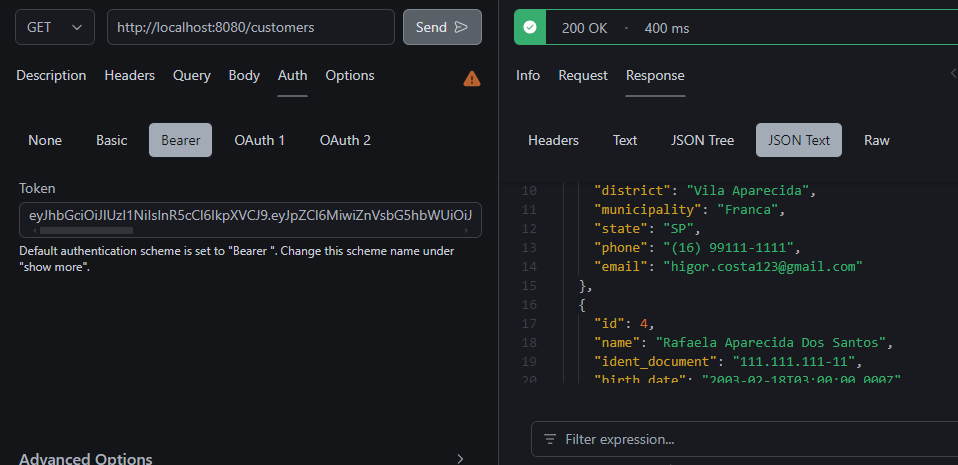 GET
http://localhost:8080/customers
Send
Description Headers Query Body Auth Options
None Basic Bearer OAuth 1 OAuth 2
Token
eyJhbGciOiJIUzI1NiIsInR5cCI6IkpXVCJ9.eyJpZCI6MiwiZnVsbG5hbWUiOiJ
Default authentication scheme is set to "Bearer ". Change this scheme name under
"show more".
Advanced Options
200 OK · 400 ms
Info Request Response
Headers Text JSON Tree JSON Text Raw
10 "district": "Vila Aparecida",
11 "municipality": "Franca",
12 "state": "SP",
13 "phone": "(16) 99111-1111",
14 "email": "higor.costa123@gmail.com"
15 },
16 {
17 "id": 4,
18 "name": "Rafaela Aparecida Dos Santos",
19 "ident_document": "111.111.111-11",
20 "birth_date": "2003-02-18T03:00:00.000Z"
Filter expression...